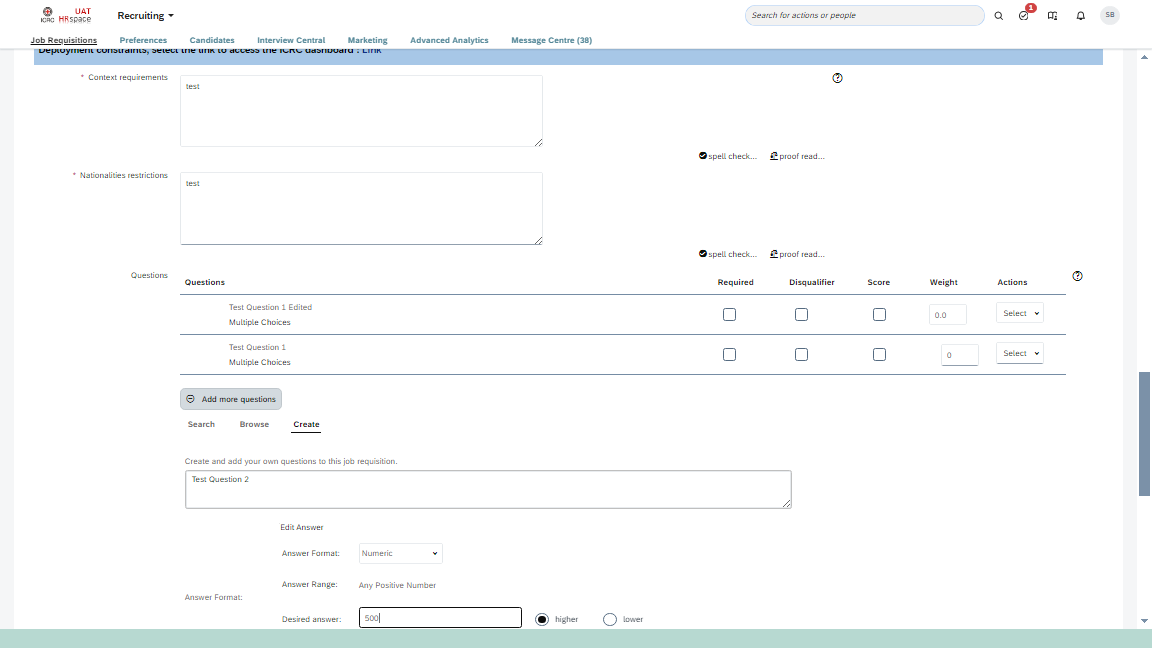 ICRC
UAT
HRspace
Recruiting
Search for actions or people
1
SB
Job Requisitions
Preferences
Candidates
Interview Central
Marketing
Advanced Analytics
Message Centre (38)
Deployment constraints, select the link to access the ICRC dashboard : Link
* Context requirements
test
spell check...
proof read...
* Nationalities restrictions
test
spell check...
proof read...
Questions
Questions Required Disqualifier Score Weight Actions
Test Question 1 Edited
Multiple Choices
0.0
Select
Test Question 1
Multiple Choices
0
Select
Add more questions
Search Browse Create
Create and add your own questions to this job requisition.
Test Question 2
Edit Answer
Answer Format: Numeric
Answer Range: Any Positive Number
Answer Format:
Desired answer: 500 higher lower